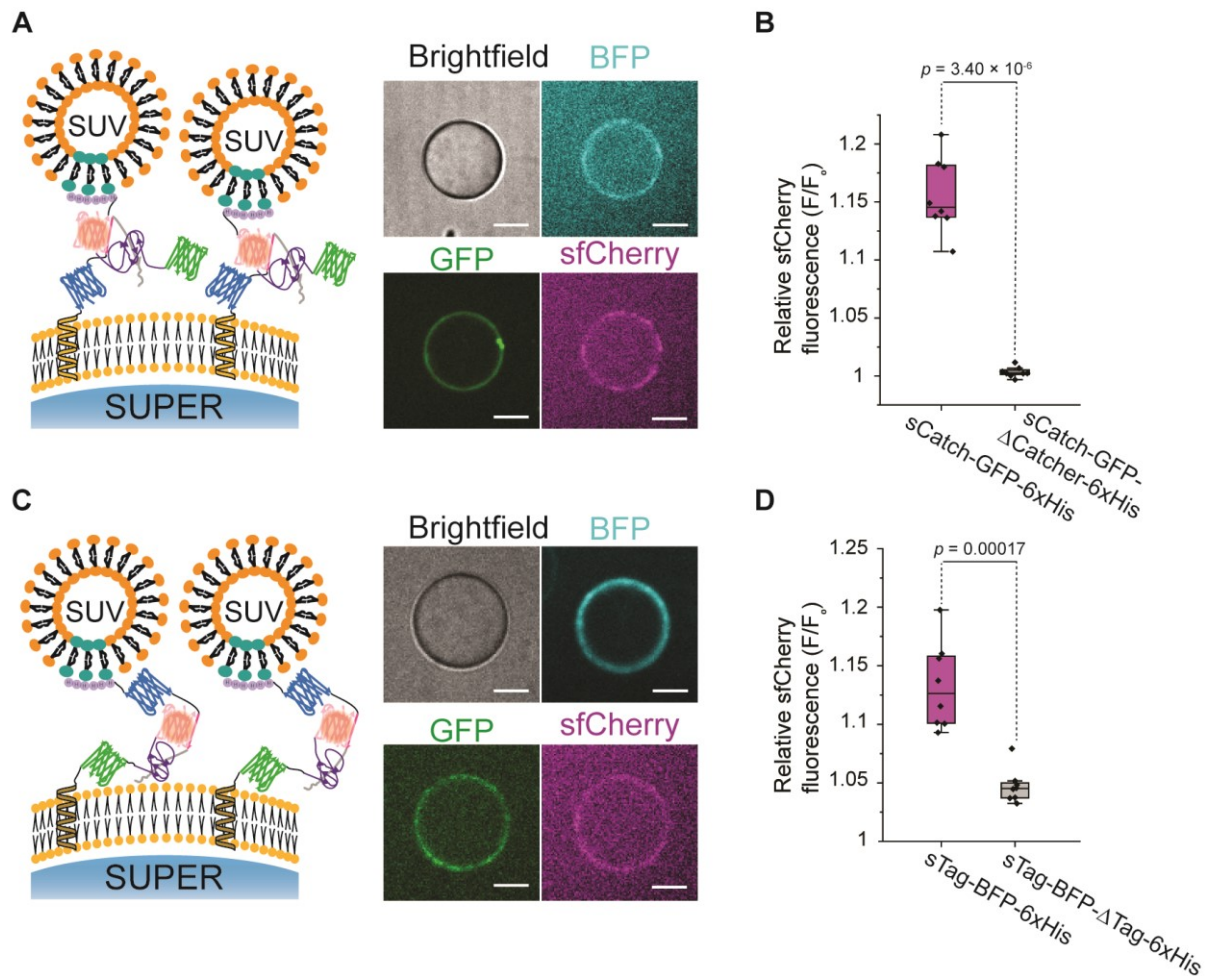 A
SUV
SUV
SUPER
Brightfield
BFP
GFP
sfCherry
B
p = 3.40 × 10⁻⁶
Relative sfCherry
fluorescence (F/Fₒ)
1.2
1.15
1.1
1.05
1
sCatch-GFP-6xHis
sCatch-GFP-
ΔCatcher-6xHis
C
SUV
SUV
SUPER
Brightfield
BFP
GFP
sfCherry
D
p = 0.00017
Relative sfCherry
fluorescence (F/Fₒ)
1.25
1.2
1.15
1.1
1.05
1
sTag-BFP-6xHis
sTag-BFP-ΔTag-6xHis